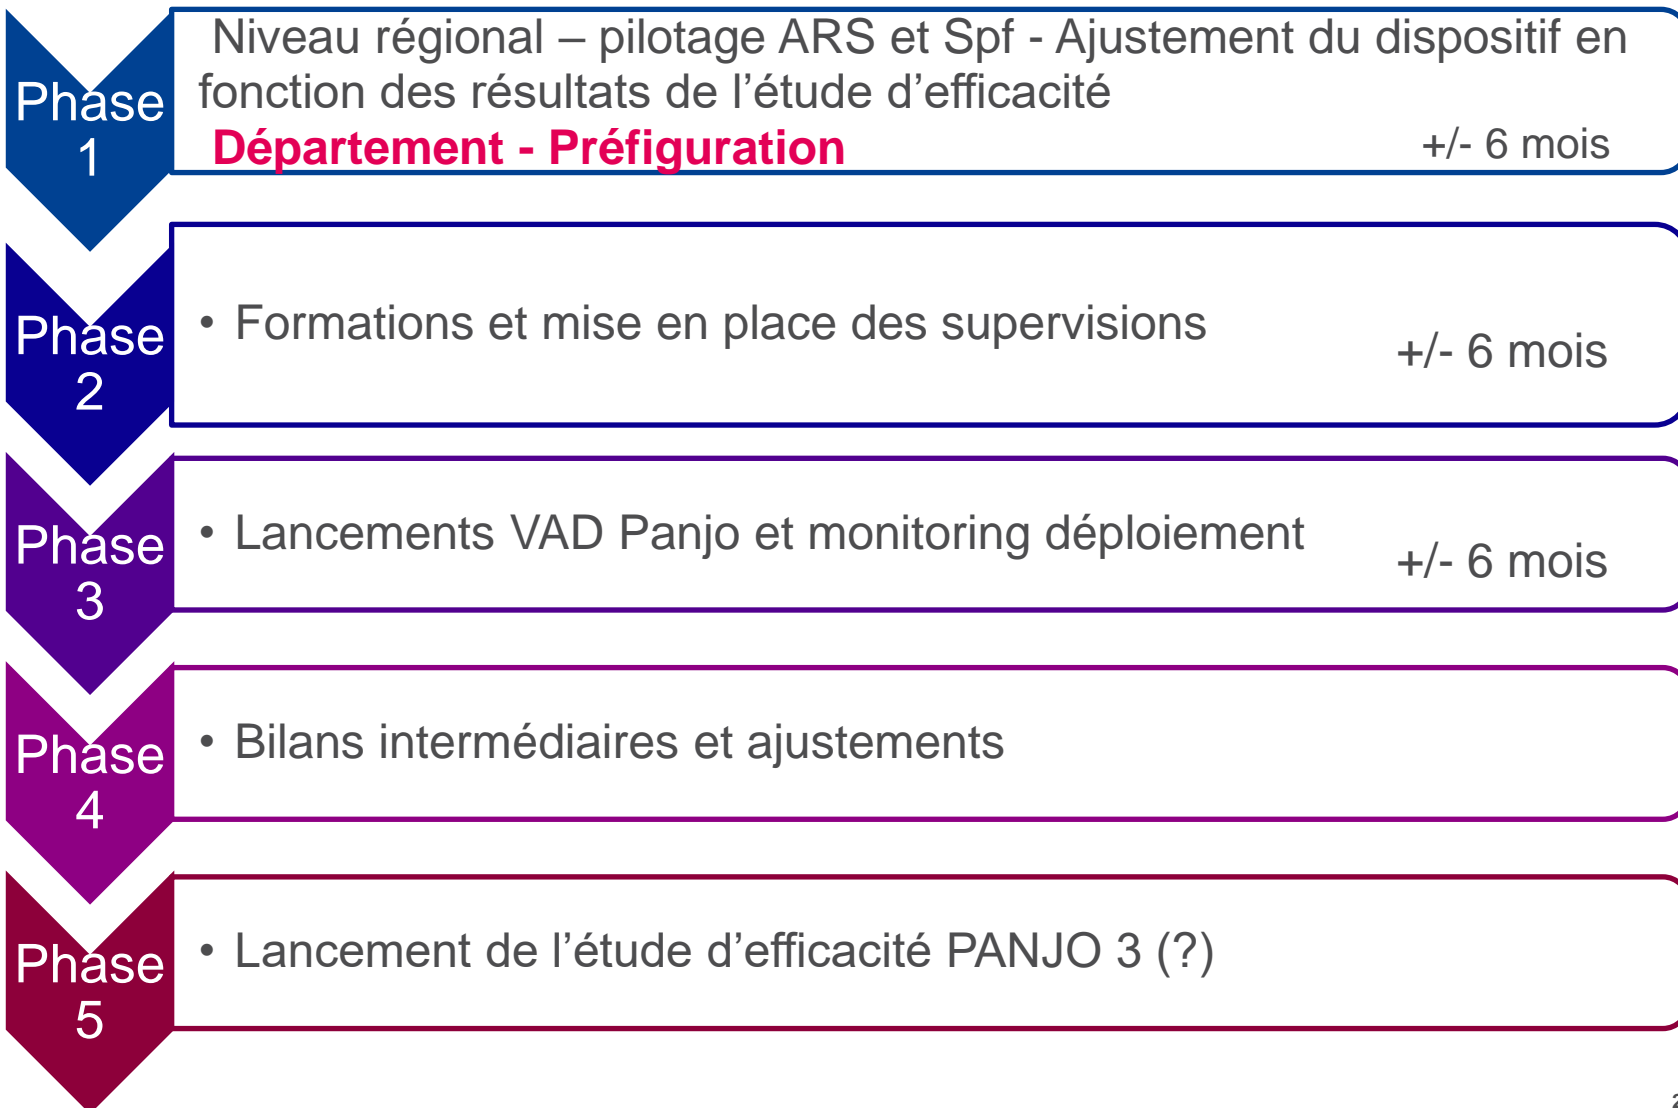 Phase
1
Niveau régional – pilotage ARS et Spf - Ajustement du dispositif en
fonction des résultats de l’étude d’efficacité
Département - Préfiguration
+/- 6 mois
Phase
2
• Formations et mise en place des supervisions
+/- 6 mois
Phase
3
• Lancements VAD Panjo et monitoring déploiement
+/- 6 mois
Phase
4
• Bilans intermédiaires et ajustements
Phase
5
• Lancement de l’étude d’efficacité PANJO 3 (?)